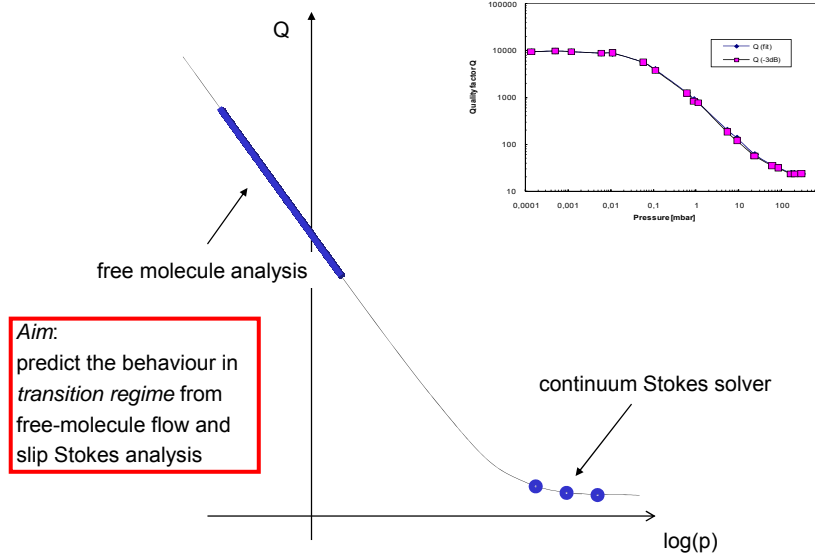 Q
free molecule analysis
Aim:
predict the behaviour in
transition regime from
free-molecule flow and
slip Stokes analysis
continuum Stokes solver
log(p)
100000
10000
1000
100
10
Quality factor Q
0,0001 0,001 0,01 0,1 1 10 100
Pressure [mbar]
Q (fit)
Q (-3dB)